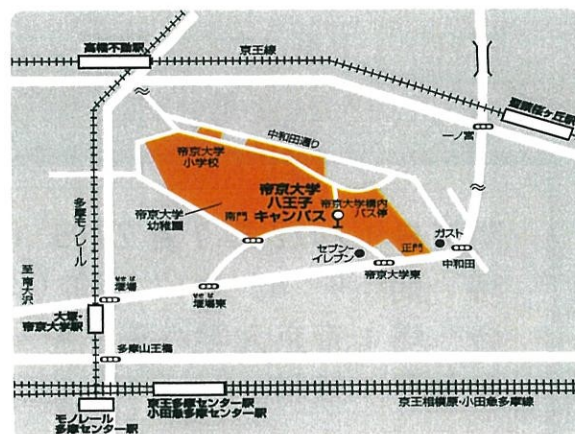 高幡不動駅
京王線
聖蹟桜ヶ丘駅
一ノ宮
中和田通り
帝京大学
小学校
帝京大学
八王子
キャンパス
帝京大学構内
バス停
帝京大学
幼稚園
南門
多摩モノレール
至南大沢
セブン-
イレブン
正門
ガスト
中和田
帝京大学東
堰場
堰場東
大塚・
帝京大学駅
多摩山王橋
京王多摩センター駅
小田急多摩センター駅
京王相模原・小田急多摩線
モノレール
多摩センター駅